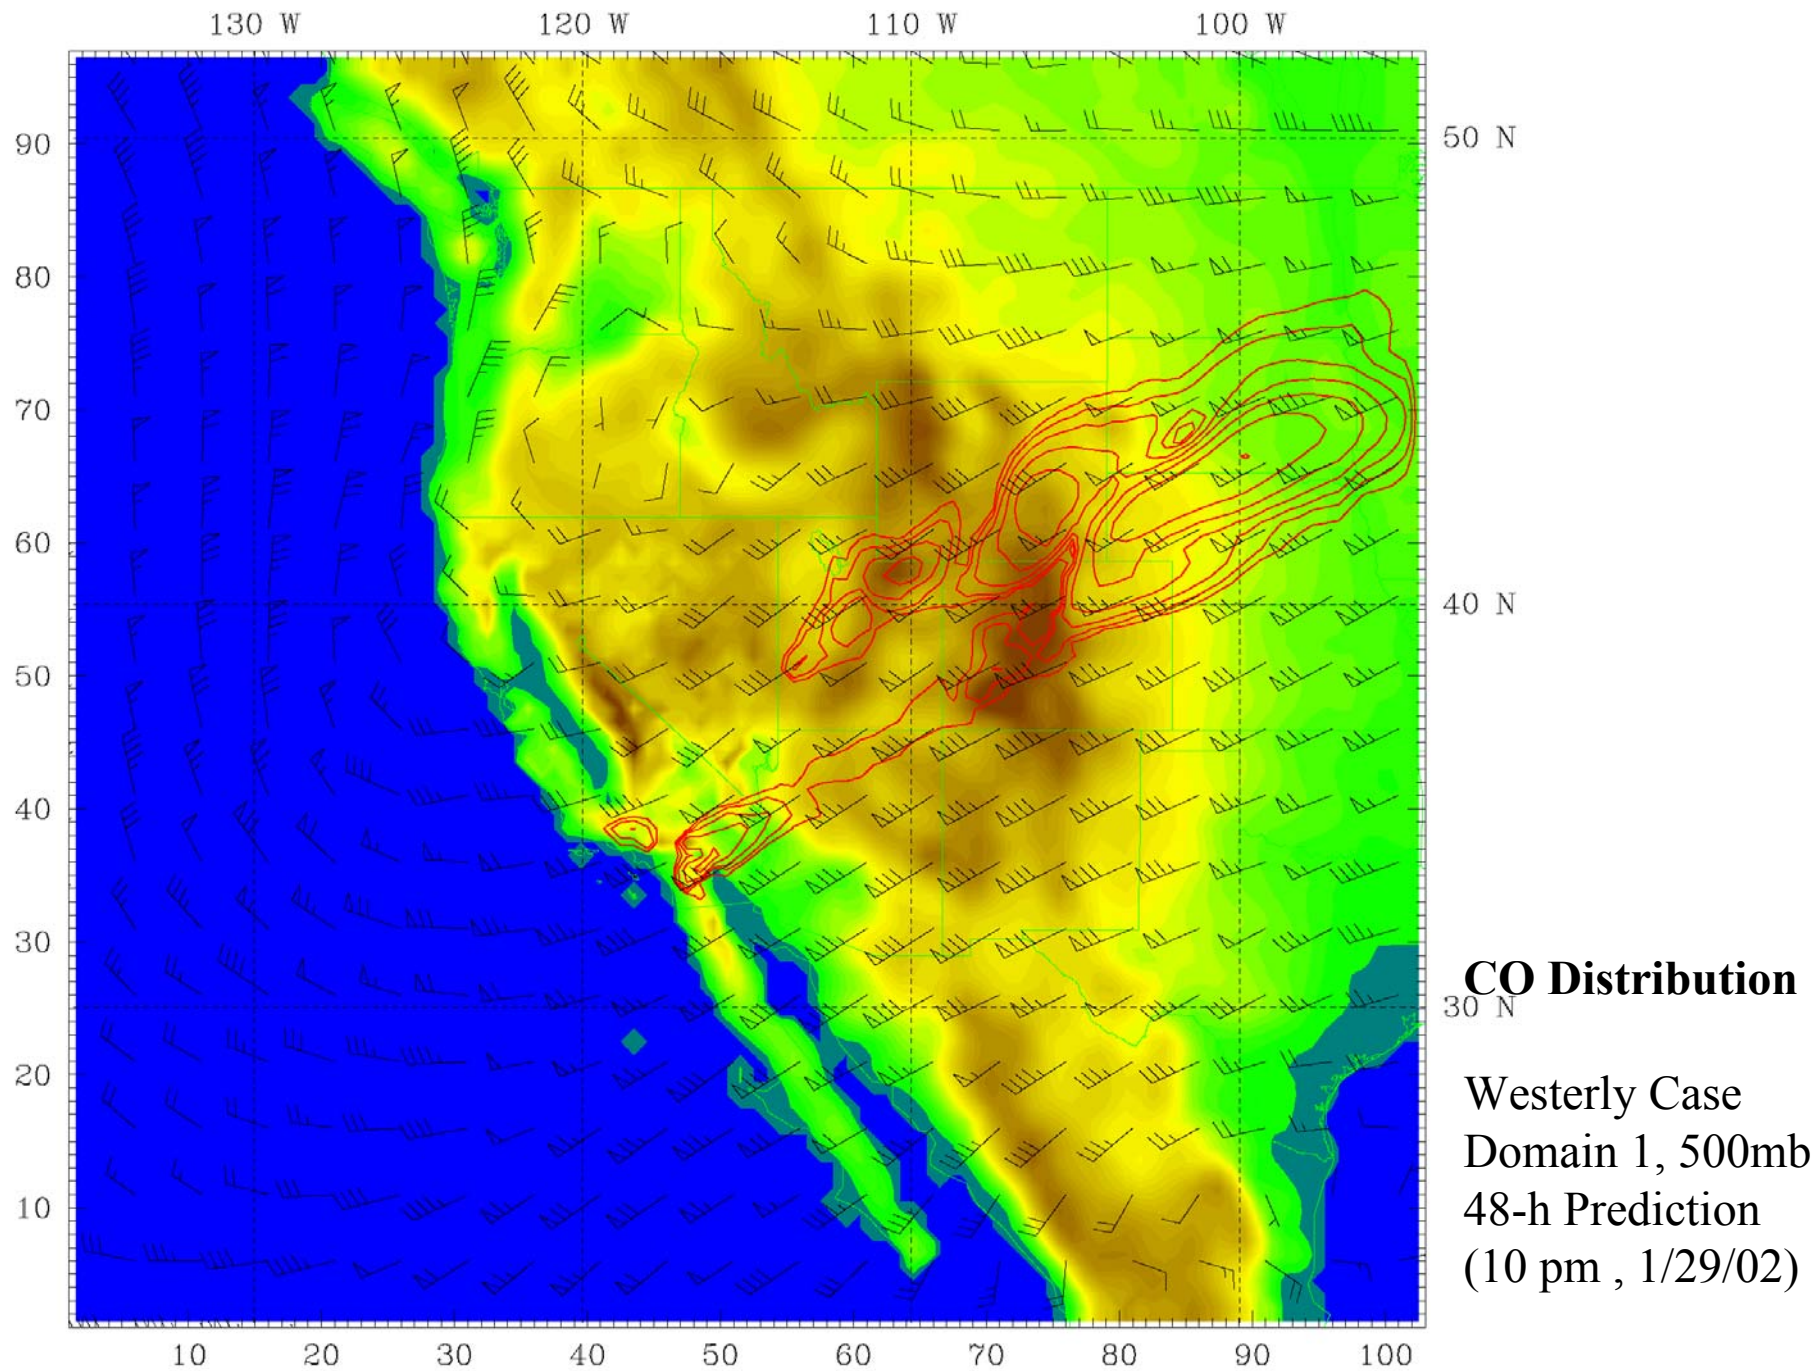 130 W 120 W 110 W 100 W
90
50 N
80
70
60
40 N
50
40
30
CO Distribution
30 N
20
Westerly Case
Domain 1, 500mb
10
48-h Prediction
(10 pm , 1/29/02)
10 20 30 40 50 60 70 80 90 100